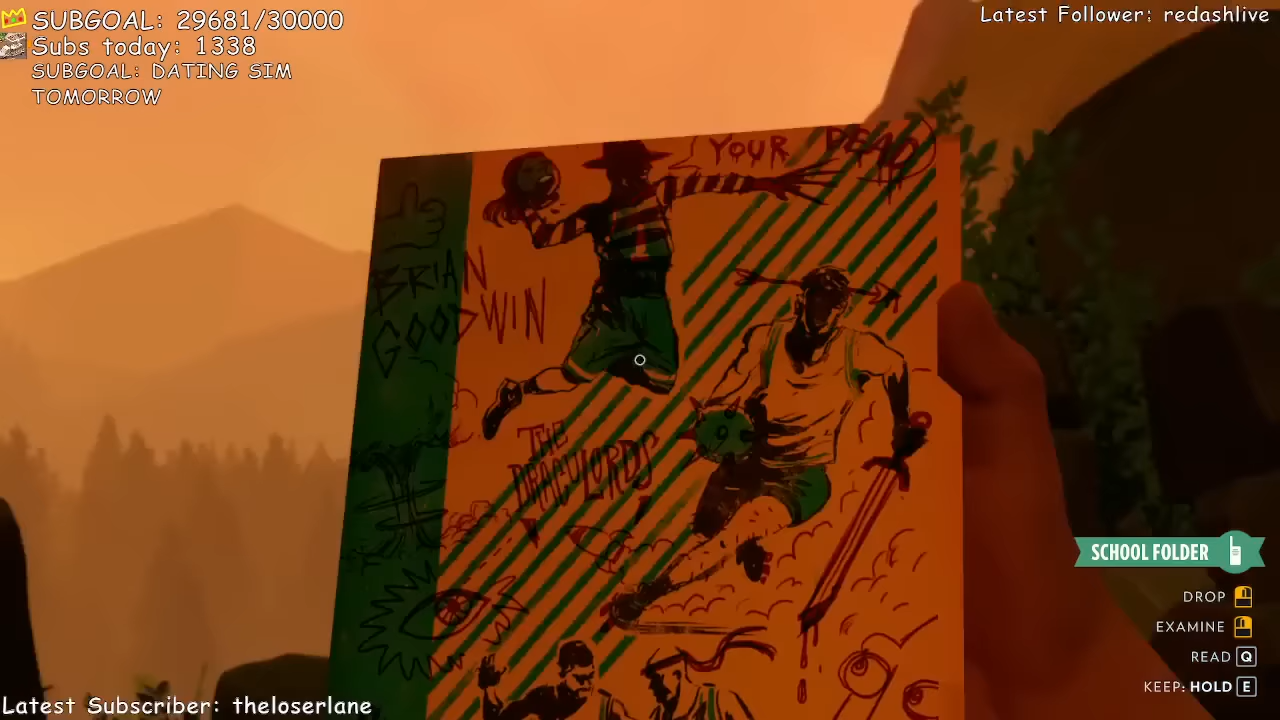 SUBGOAL: 29681/30000
Subs today: 1338
SUBGOAL: DATING SIM
TOMORROW
Latest Follower: redashlive
YOUR DEAD
BRIAN
GOODWIN
THE
DRACULORDS
SCHOOL FOLDER
DROP
EXAMINE
READ Q
KEEP: HOLD E
Latest Subscriber: theloserlane